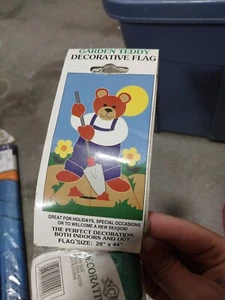 GARDEN TEDDY
DECORATIVE FLAG
GREAT FOR HOLIDAYS, SPECIAL OCCASIONS
OR TO WELCOME A NEW SEASON
THE PERFECT DECORATION
BOTH INDOORS AND OUT
FLAG SIZE: 28" x 44"
DECORATIV